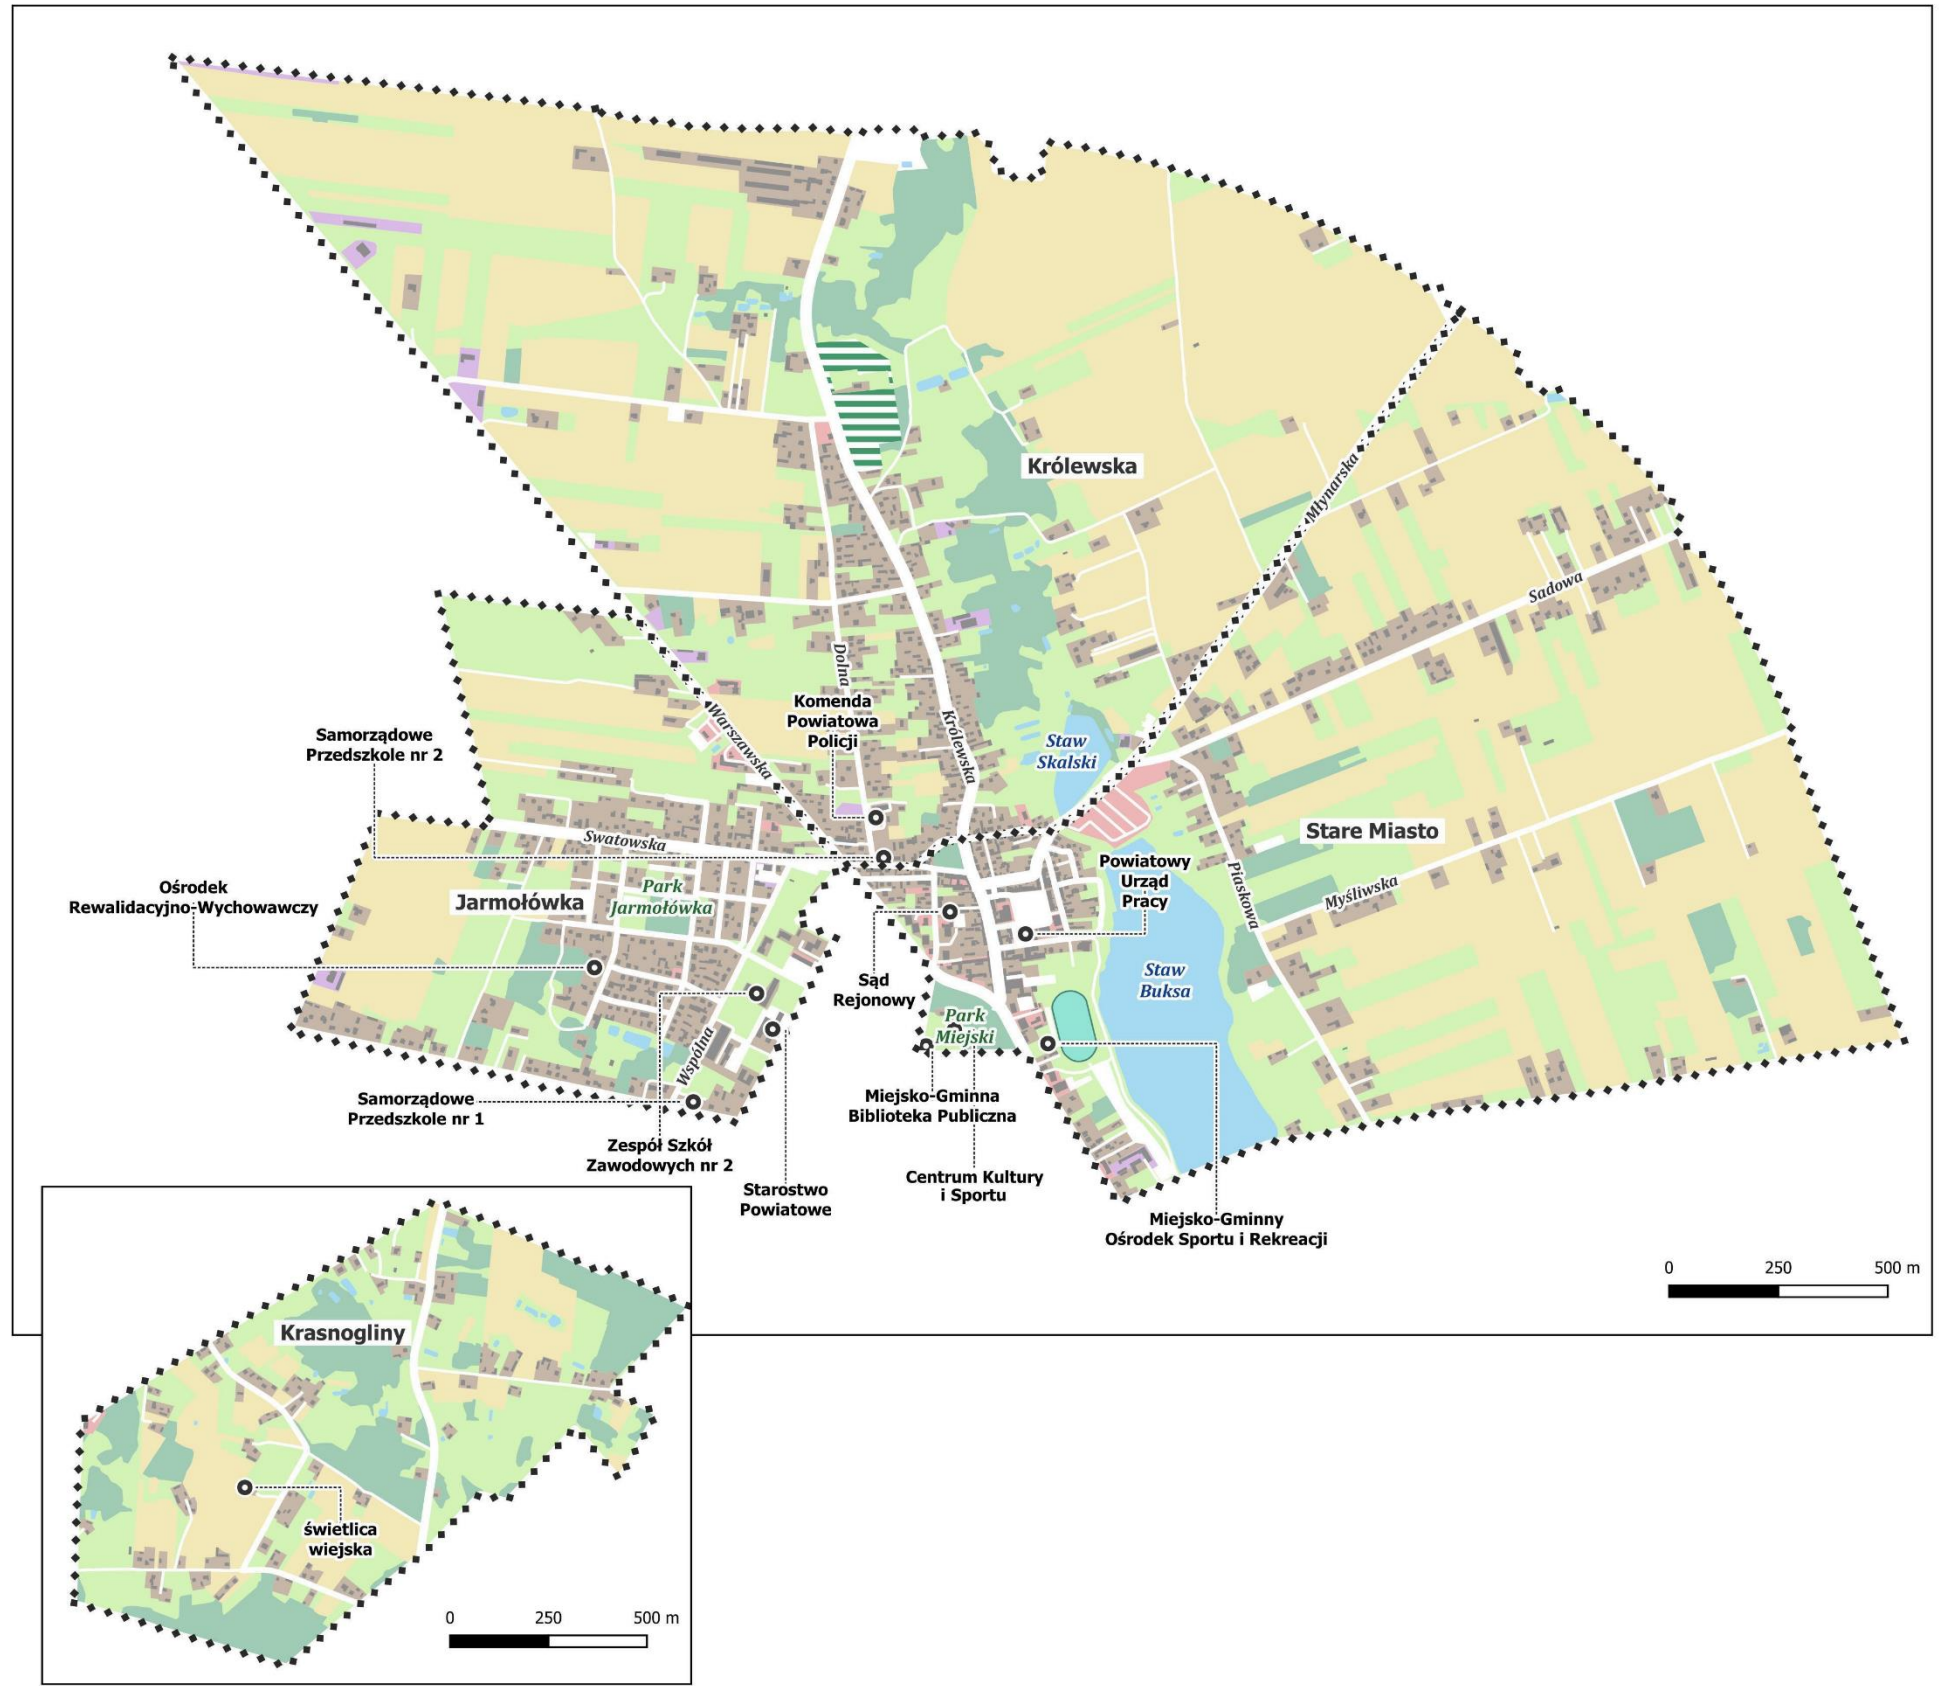 Królewska
Młynarska
Sadowa
Dolna
Komenda
Powiatowa
Policji
Warszawska
Królewska
Staw
Skalski
Samorządowe
Przedszkole nr 2
Swatowska
Stare Miasto
Powiatowy
Urząd
Pracy
Piaskowa
Myśliwska
Ośrodek
Rewalidacyjno-Wychowawczy
Jarmołówka
Park
Jarmołówka
Sąd
Rejonowy
Staw
Buksa
Park
Miejski
Wspólna
Samorządowe
Przedszkole nr 1
Miejsko-Gminna
Biblioteka Publiczna
Zespół Szkół
Zawodowych nr 2
Centrum Kultury
i Sportu
Starostwo
Powiatowe
Miejsko-Gminny
Ośrodek Sportu i Rekreacji
0 250 500 m
Krasnogliny
świetlica
wiejska
0 250 500 m